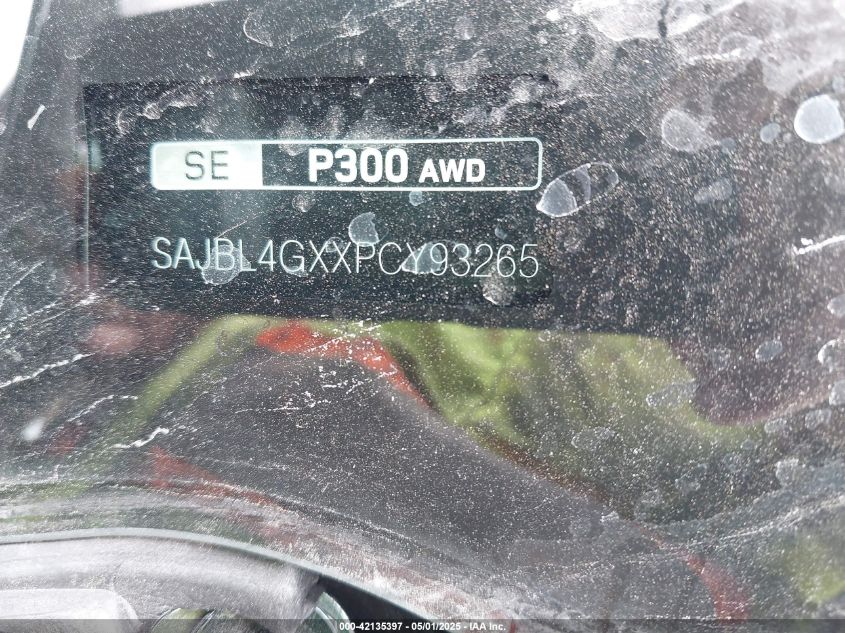 SE P300 AWD
SAJBL4GXXPCY93265
000-42135397 - 05/01/2025 - IAA Inc.